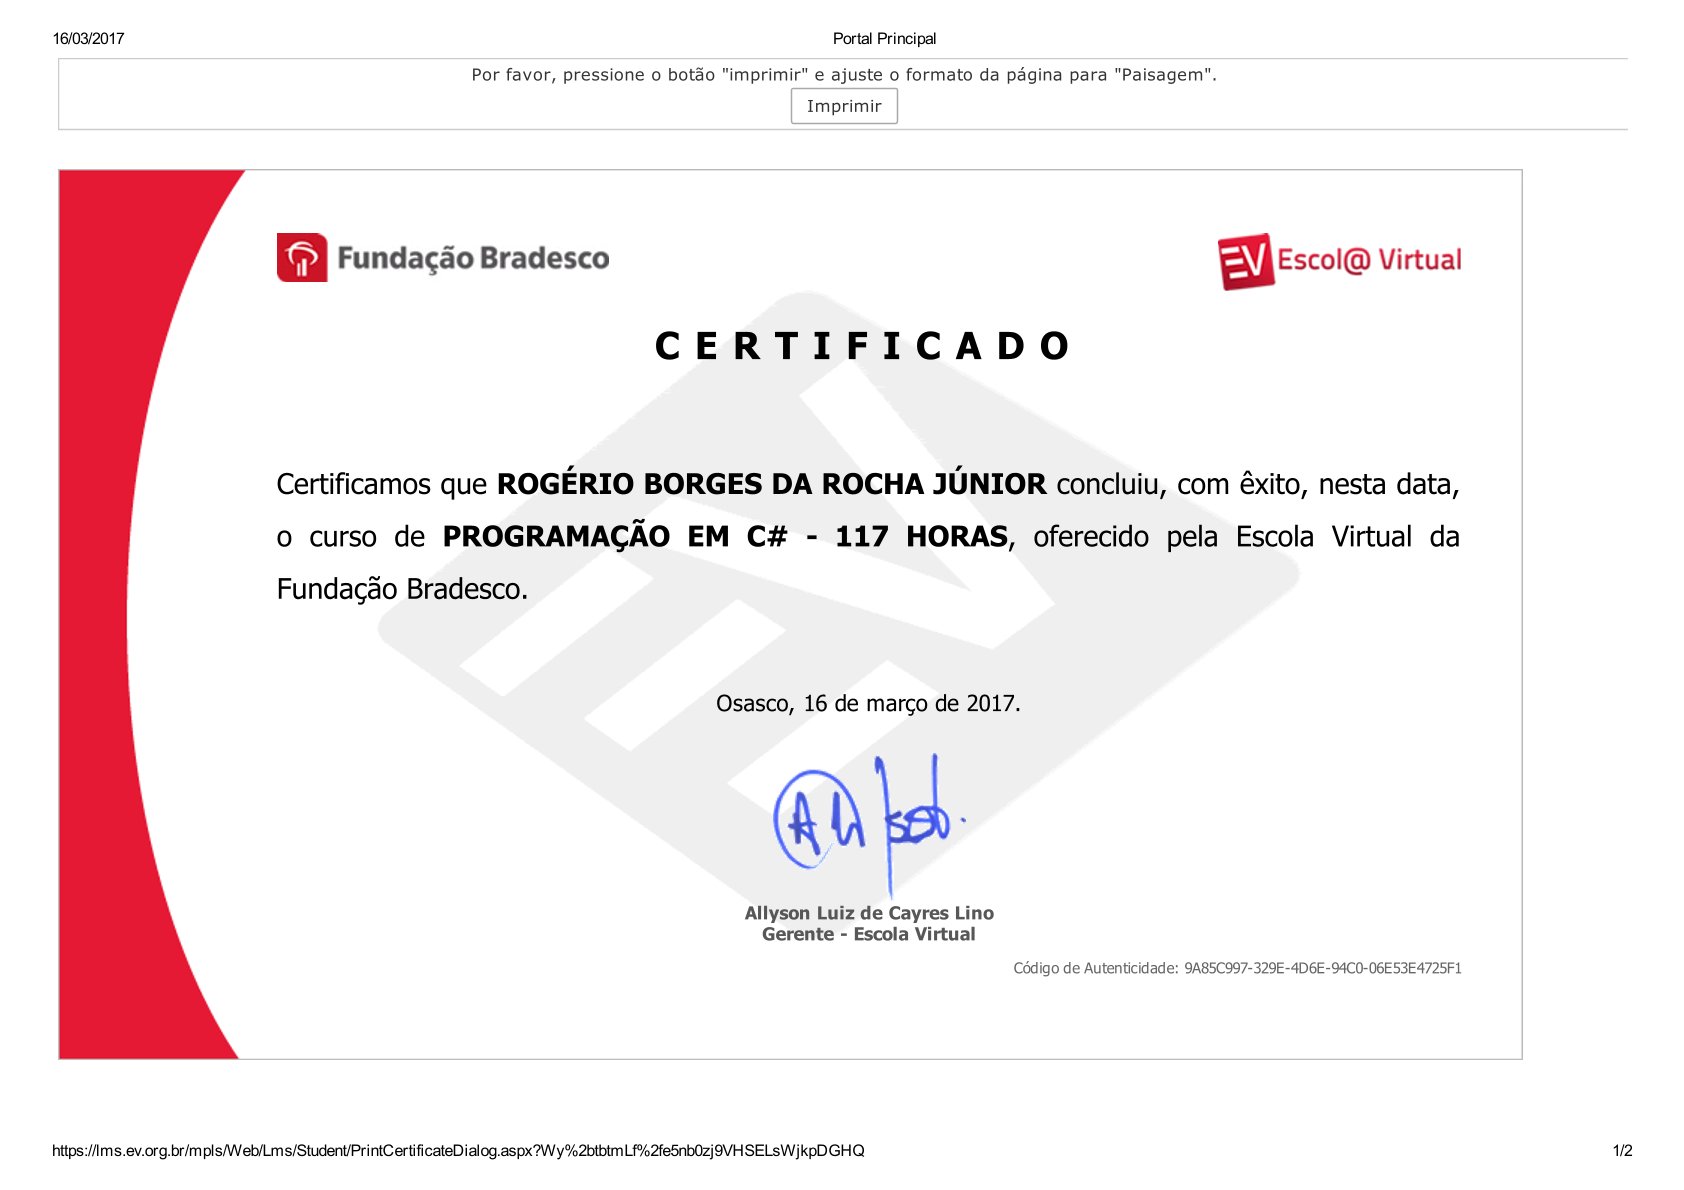 16/03/2017
Portal Principal
Por favor, pressione o botão "imprimir" e ajuste o formato da página para "Paisagem".
Imprimir
Fundação Bradesco
EV Escol@ Virtual
CERTIFICADO
Certificamos que ROGÉRIO BORGES DA ROCHA JÚNIOR concluiu, com êxito, nesta data,
o curso de PROGRAMAÇÃO EM C# - 117 HORAS, oferecido pela Escola Virtual da
Fundação Bradesco.
Osasco, 16 de março de 2017.
Allyson Luiz de Cayres Lino
Gerente - Escola Virtual
Código de Autenticidade: 9A85C997-329E-4D6E-94C0-06E53E4725F1
https://lms.ev.org.br/mpls/Web/Lms/Student/PrintCertificateDialog.aspx?Wy%2btbtmLf%2fe5nb0zj9VHSELsWjkpDGHQ
1/2